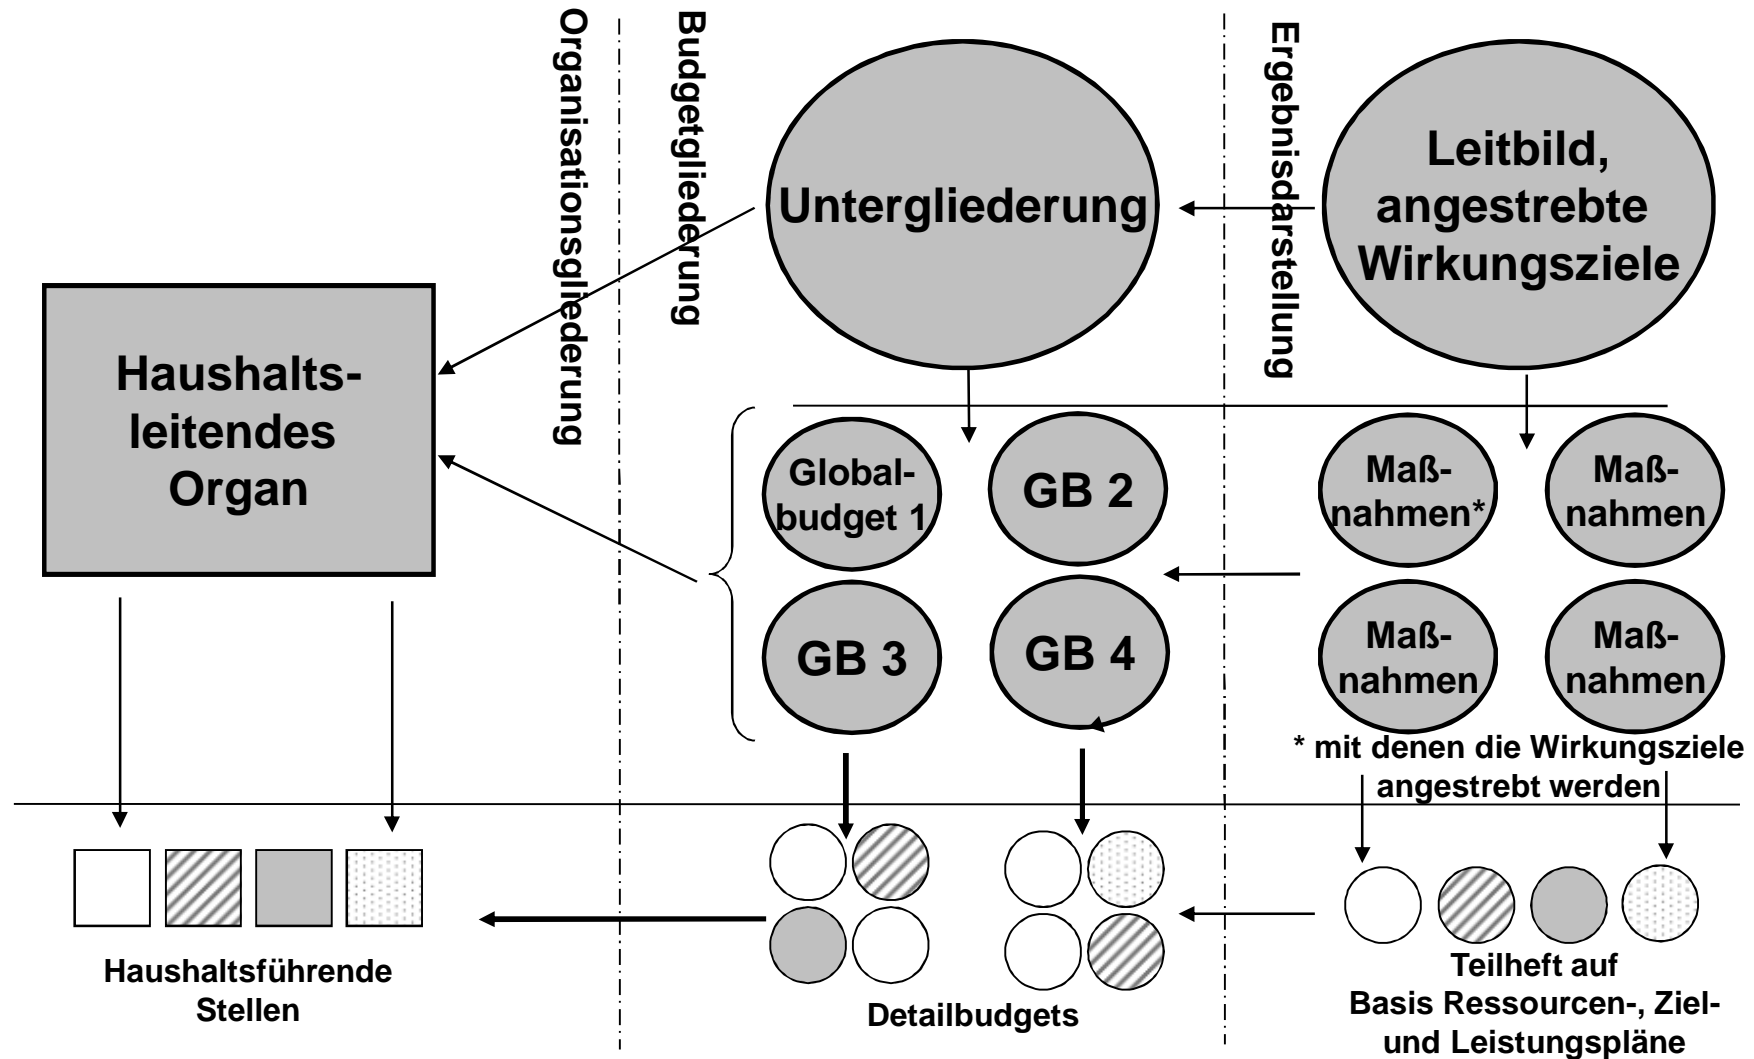 Organisationsgliederung
Budgetgliederung
Ergebnisdarstellung
Untergliederung
Leitbild,
angestrebte
Wirkungsziele
Haushalts-
leitendes
Organ
Global-
budget 1
GB 2
GB 3
GB 4
Maß-
nahmen*
Maß-
nahmen
Maß-
nahmen
Maß-
nahmen
* mit denen die Wirkungsziele
angestrebt werden
Haushaltsführende
Stellen
Detailbudgets
Teilheft auf
Basis Ressourcen-, Ziel-
und Leistungspläne